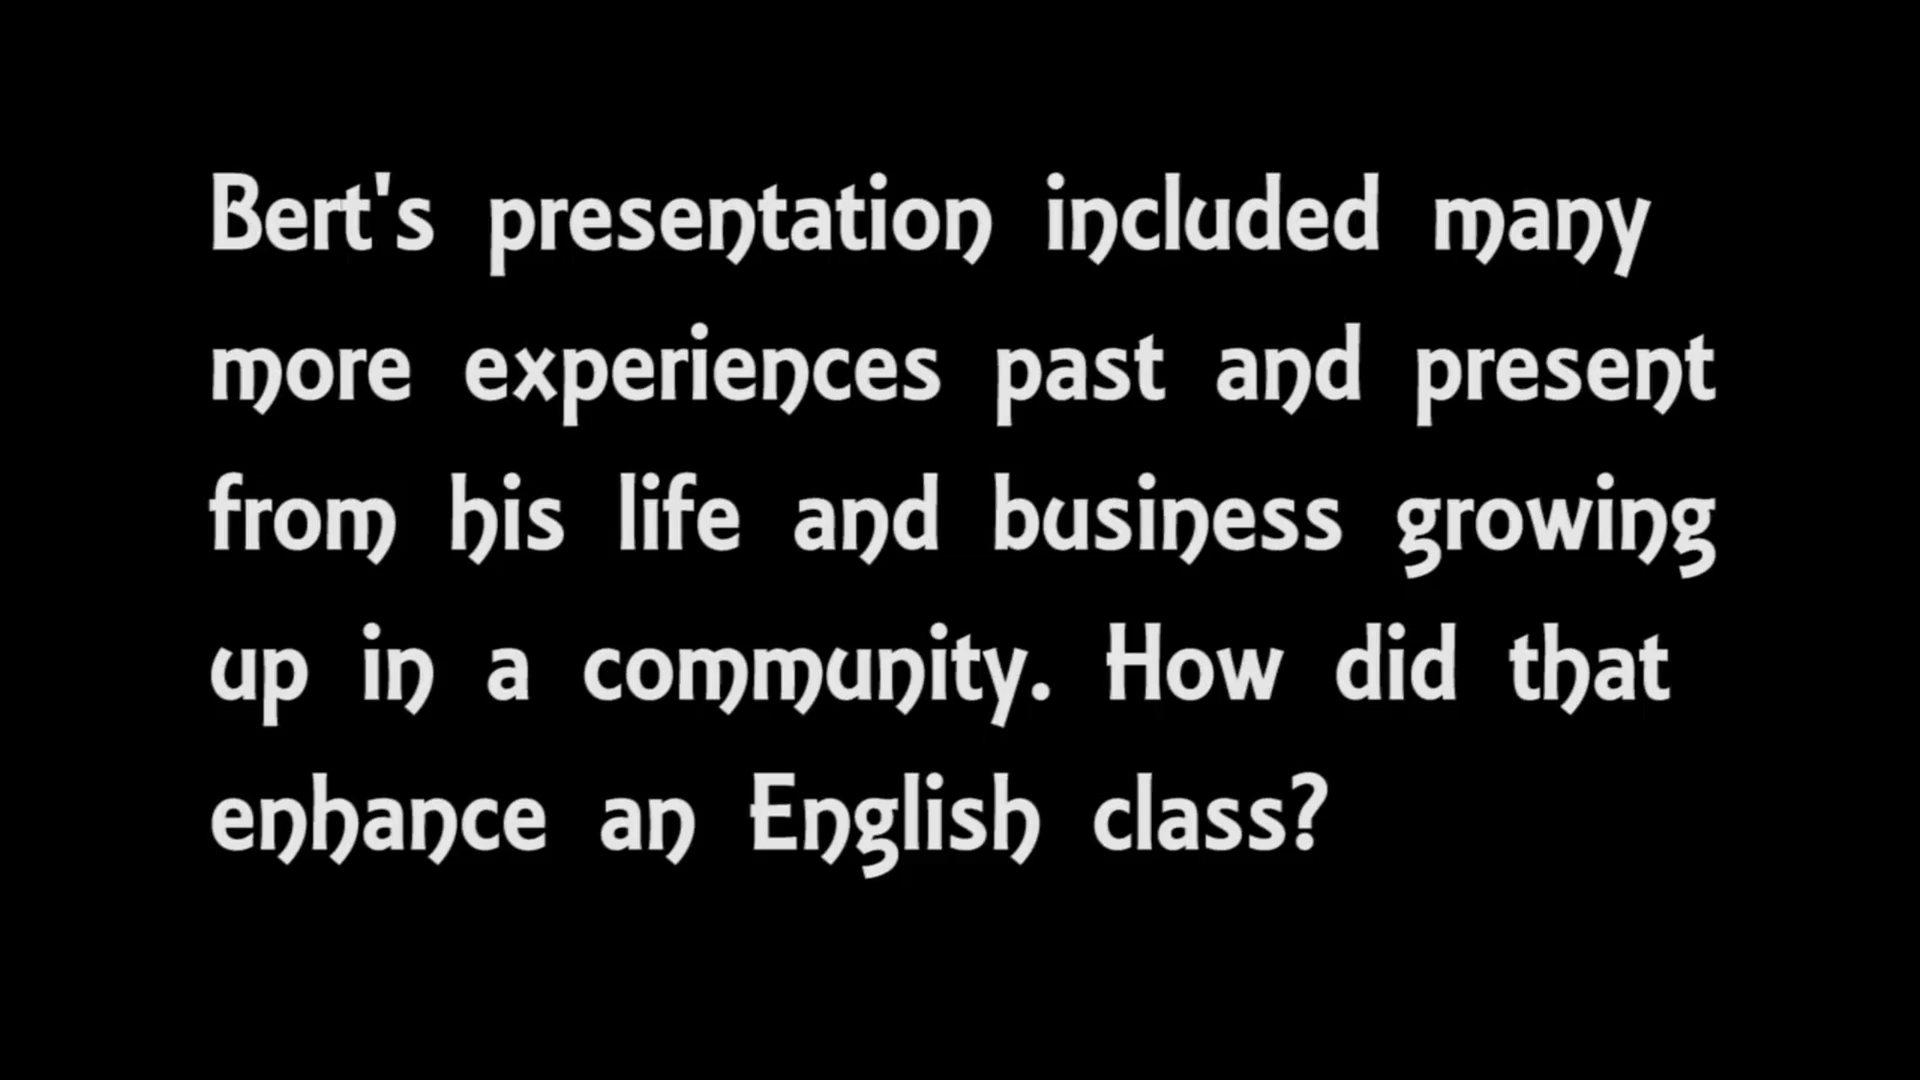 Bert's presentation included many
more experiences past and present
from his life and business growing
up in a community. How did that
enhance an English class?